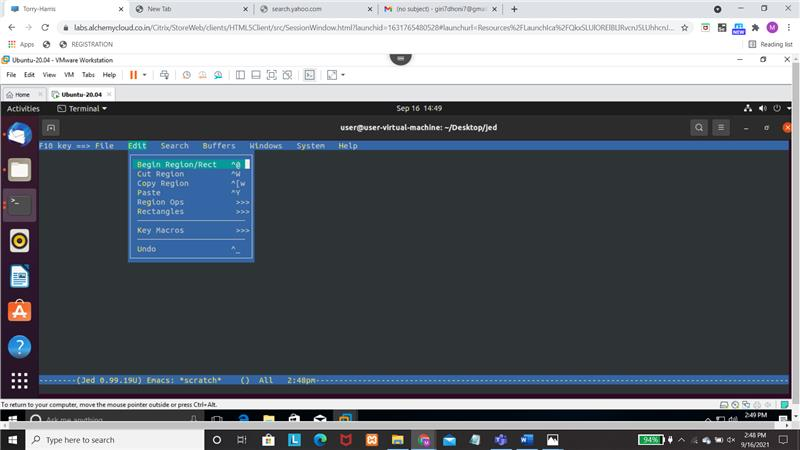 Torry-Harris
New Tab
search.yahoo.com
(no subject) - giri7dhoni7@gma
labs.alchemycloud.co.in/Citrix/StoreWeb/clients/HTML5Client/src/SessionWindow.html?launchid=1631765480528&launchurl=Resources%2FLaunchIca%2F
Apps
REGISTRATION
Reading list
Ubuntu-20.04 - VMware Workstation
File Edit View VM Tabs Help
Home
Ubuntu-20.04
Activities
Terminal
Sep 16 14:49
user@user-virtual-machine: ~/Desktop/jed
F10 key ==> File Edit Search Buffers Windows System Help
Begin Region/Rect ^@
Cut Region ^W
Copy Region ^[w
Paste ^Y
Region Ops >>>
Rectangles >>>
Key Macros >>>
Undo ^_
--------(Jed 0.99.19U) Emacs: *scratch* () All 2:48pm--------
To return to your computer, move the mouse pointer outside or press Ctrl+Alt.
Ask me anything
2:49 PM
Type here to search
94%
2:48 PM
9/16/2021